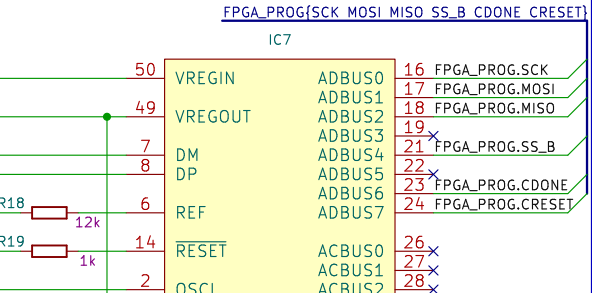 FPGA_PROG{SCK MOSI MISO SS_B CDONE CRESET}
IC7
50 VREGIN ADBUS0 16 FPGA_PROG.SCK
ADBUS1 17 FPGA_PROG.MOSI
49 VREGOUT ADBUS2 18 FPGA_PROG.MISO
ADBUS3 19
7 DM ADBUS4 21 FPGA_PROG.SS_B
8 DP ADBUS5 22
ADBUS6 23 FPGA_PROG.CDONE
R18 12k 6 REF ADBUS7 24 FPGA_PROG.CRESET
R19 1k 14 RESET ACBUS0 26
ACBUS1 27
2 OSCI ACBUS2 28